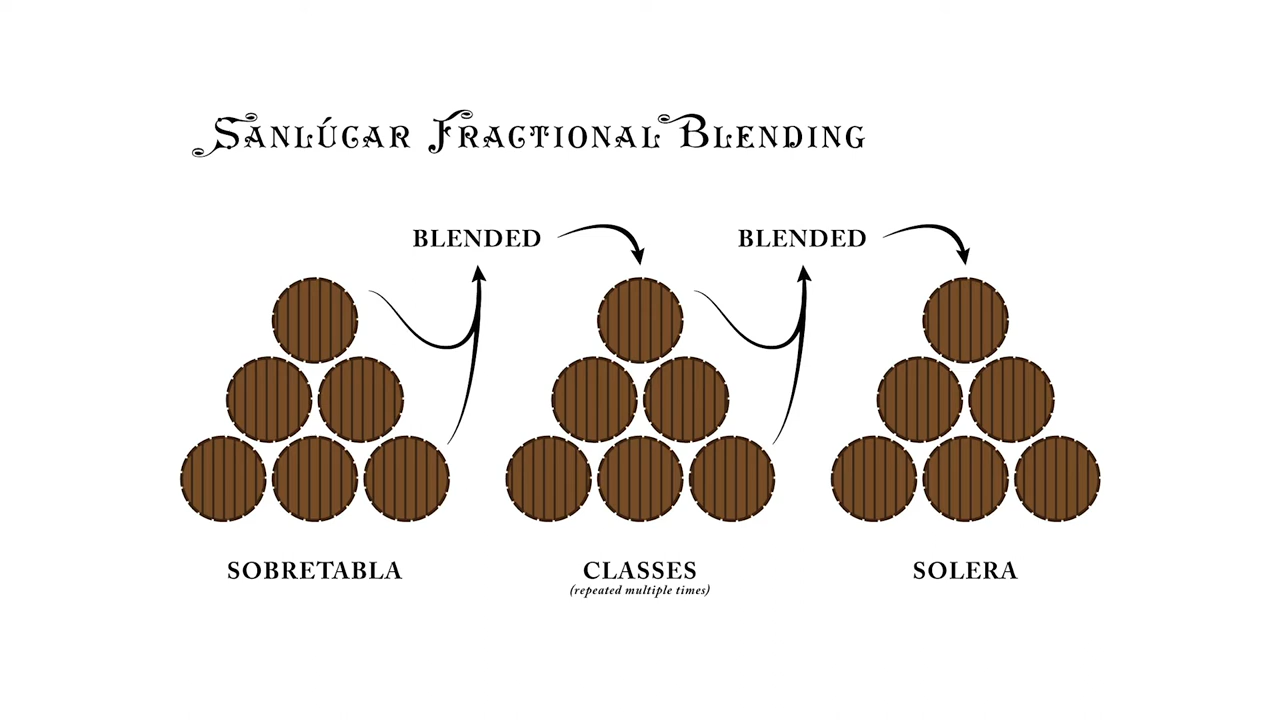 Sanlúcar Fractional Blending
BLENDED
BLENDED
SOBRETABLA
CLASSES
(repeated multiple times)
SOLERA